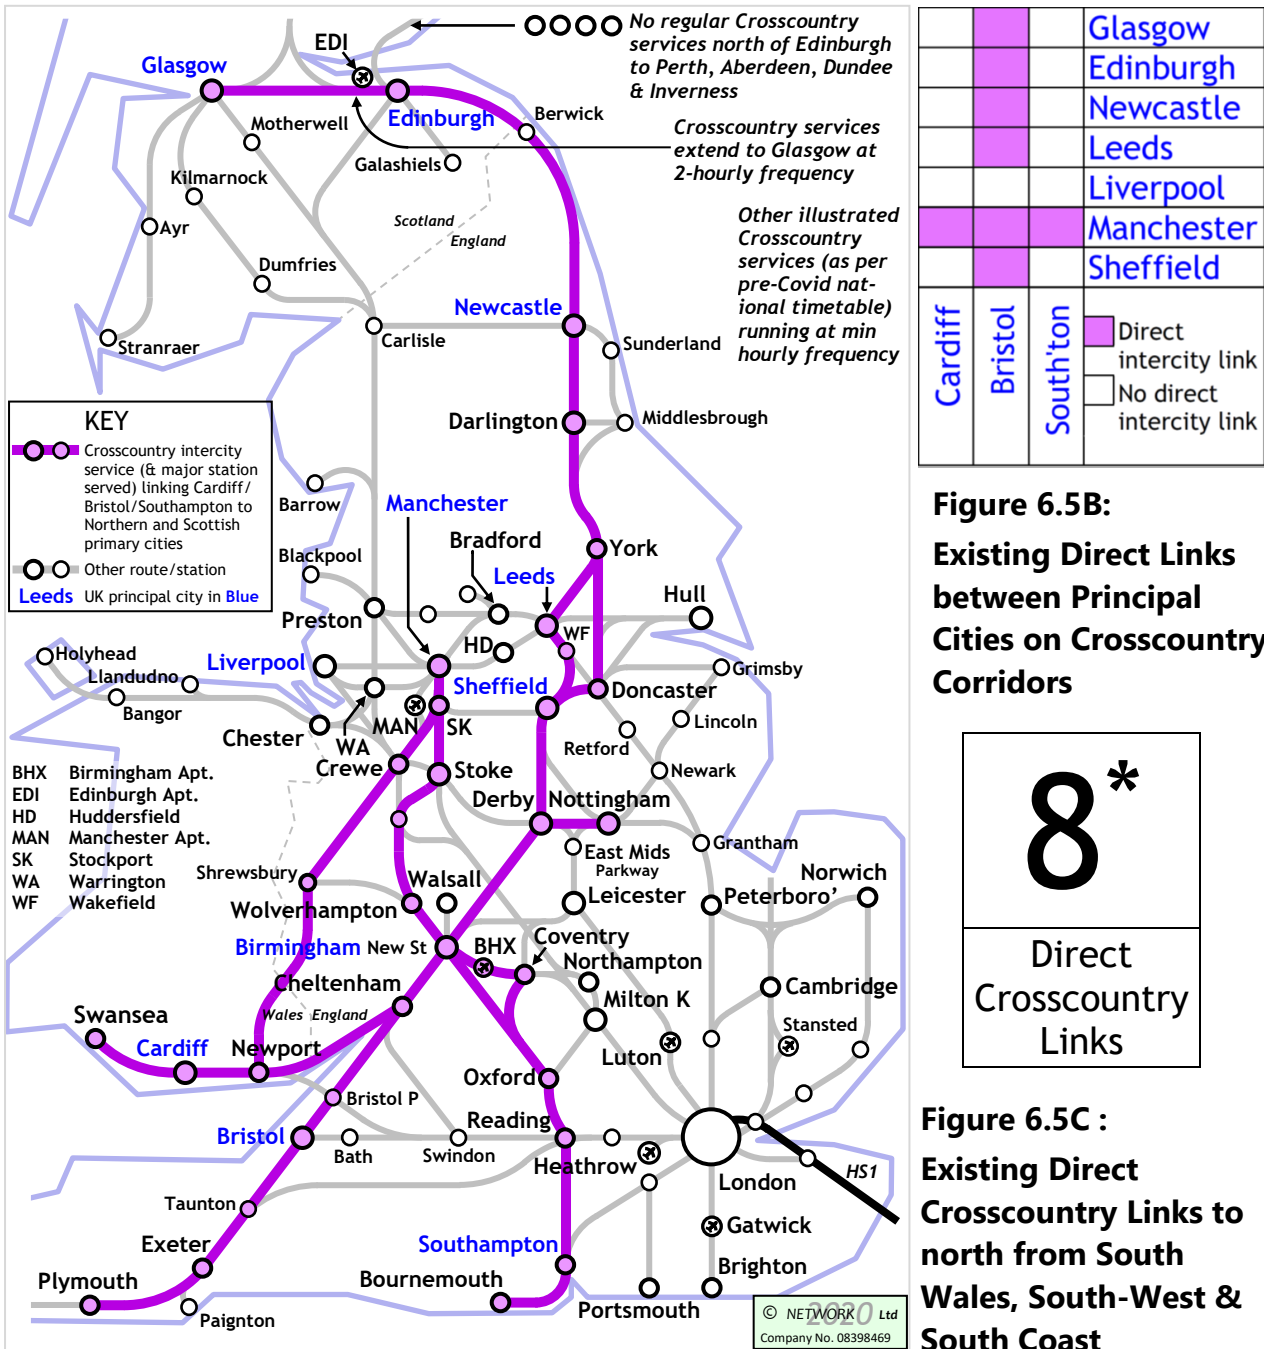 No regular Crosscountry
services north of Edinburgh
to Perth, Aberdeen, Dundee
& Inverness
EDI
Glasgow
Edinburgh
Berwick
Motherwell
Galashiels
Crosscountry services
extend to Glasgow at
2-hourly frequency
Kilmarnock
Ayr
Scotland
England
Other illustrated
Crosscountry
services (as per
pre-Covid nat-
ional timetable)
running at min
hourly frequency
Dumfries
Newcastle
Stranraer
Carlisle
Sunderland
Darlington
Middlesbrough
KEY
Crosscountry intercity
service (& major station
served) linking Cardiff/
Bristol/Southampton to
Northern and Scottish
primary cities
Other route/station
Leeds UK principal city in Blue
Barrow
Manchester
Bradford
York
Blackpool
Leeds
Hull
Preston
HD
WF
Holyhead
Llandudno
Liverpool
Bangor
Sheffield
Grimsby
Doncaster
MAN
SK
Lincoln
Chester
WA
Retford
Crewe
Stoke
Newark
BHX Birmingham Apt.
EDI Edinburgh Apt.
HD Huddersfield
MAN Manchester Apt.
SK Stockport
WA Warrington
WF Wakefield
Derby
Nottingham
East Mids
Parkway
Grantham
Shrewsbury
Walsall
Leicester
Norwich
Wolverhampton
Peterboro’
Birmingham New St
BHX
Coventry
Northampton
Cheltenham
Milton K
Cambridge
Wales England
Swansea
Cardiff
Newport
Luton
Stansted
Oxford
Bristol P
Reading
Bristol
Bath
Swindon
Heathrow
London
HS1
Taunton
Gatwick
Exeter
Southampton
Plymouth
Bournemouth
Brighton
Paignton
Portsmouth
© NETWORK 2020 Ltd
Company No. 08398469
Glasgow
Edinburgh
Newcastle
Leeds
Liverpool
Manchester
Sheffield
Cardiff
Bristol
South'ton
Direct
intercity link
No direct
intercity link
Figure 6.5B:
Existing Direct Links
between Principal
Cities on Crosscountry
Corridors
8*
Direct
Crosscountry
Links
Figure 6.5C :
Existing Direct
Crosscountry Links to
north from South
Wales, South-West &
South Coast